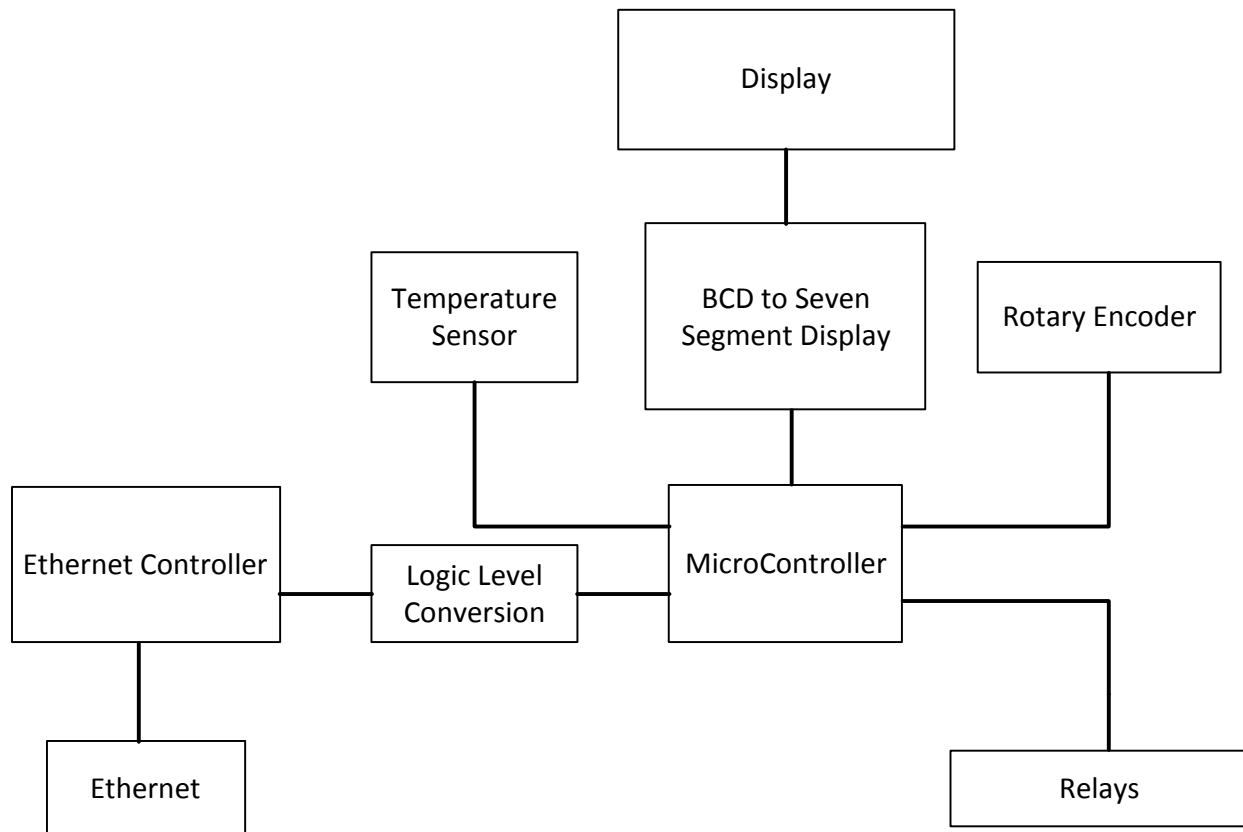 Display
Temperature
Sensor
BCD to Seven
Segment Display
Rotary Encoder
Ethernet Controller
Logic Level
Conversion
MicroController
Ethernet
Relays